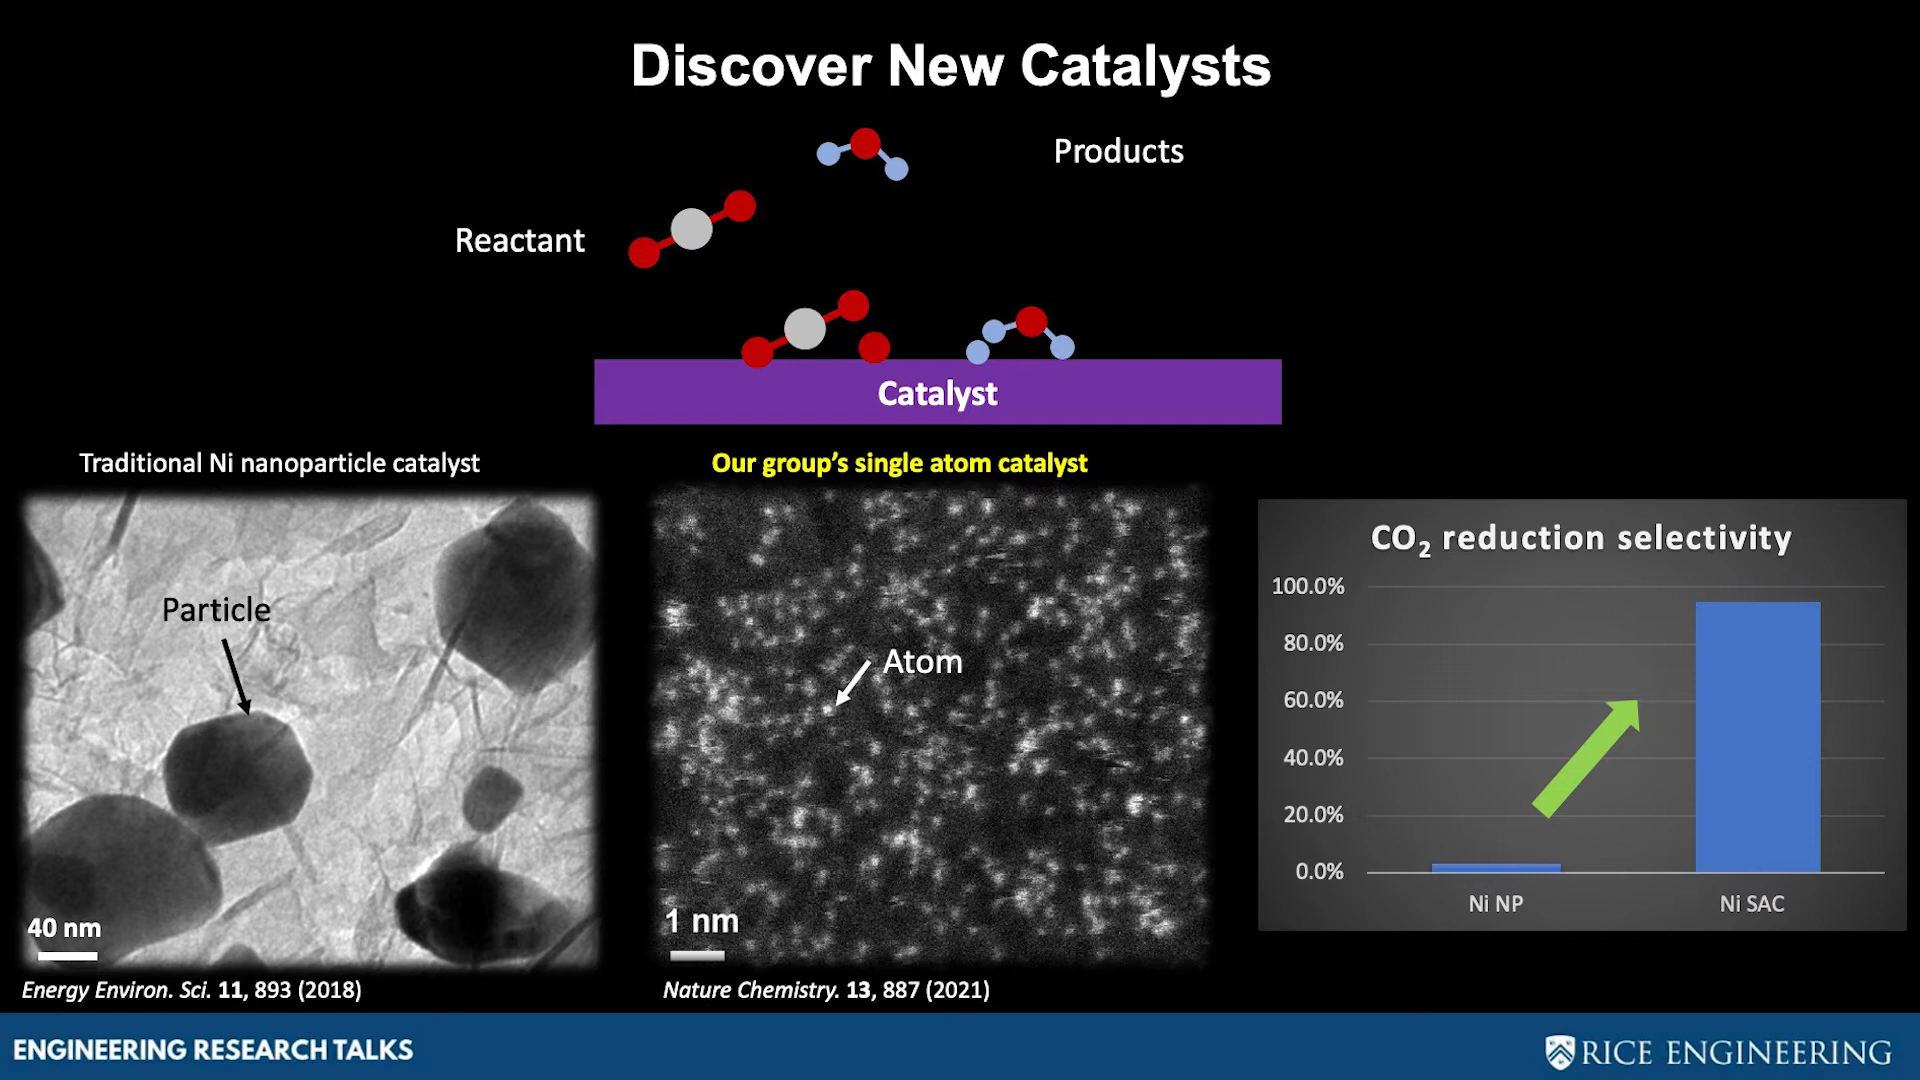 Discover New Catalysts
Products
Reactant
Catalyst
Traditional Ni nanoparticle catalyst
Our group's single atom catalyst
Particle
40 nm
Energy Environ. Sci. 11, 893 (2018)
Atom
1 nm
Nature Chemistry. 13, 887 (2021)
CO₂ reduction selectivity
100.0%
80.0%
60.0%
40.0%
20.0%
0.0%
Ni NP
Ni SAC
ENGINEERING RESEARCH TALKS
RICE ENGINEERING